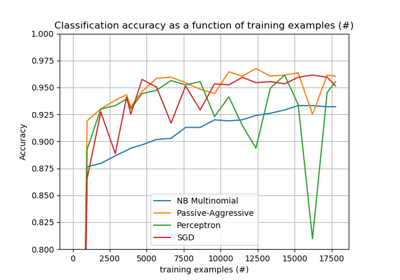 Classification accuracy as a function of training examples (#)
1.000
0.975
0.950
0.925
0.900
0.875
0.850
0.825
0.800
Accuracy
NB Multinomial
Passive-Aggressive
Perceptron
SGD
0 2500 5000 7500 10000 12500 15000 17500
training examples (#)